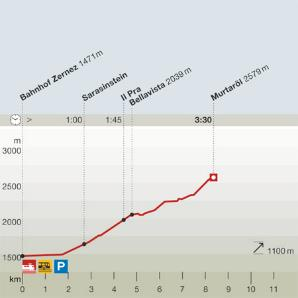 Bahnhof Zernez 1471 m
Sarasinstein
Il Pra
Bellavista 2039 m
Murtaröl 2579 m
> 1:00 1:45 3:30
m
3000
2500
2000
1500
1100 m
P
km
0 1 2 3 4 5 6 7 8 9 10 11